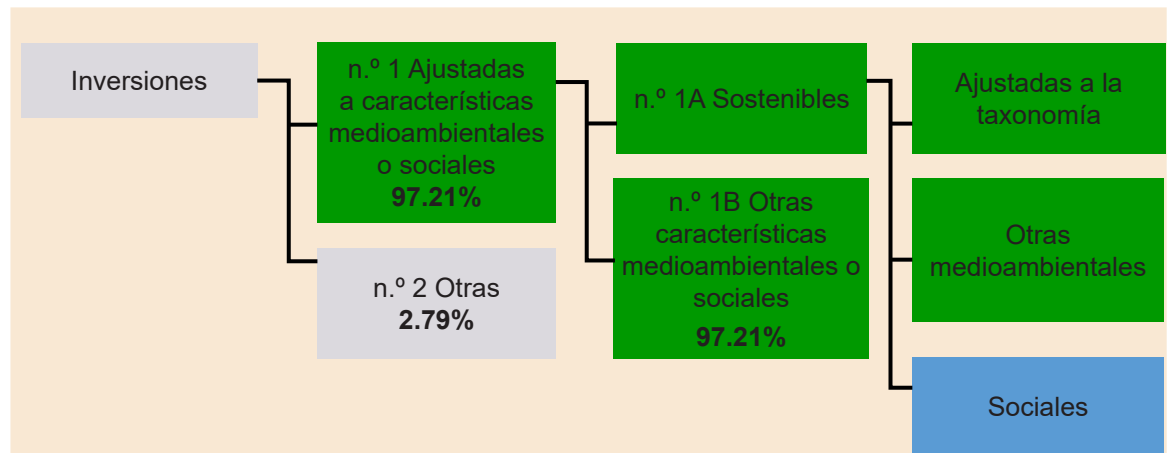 Inversiones
n.º 1 Ajustadas
a características
medioambientales
o sociales
97.21%
n.º 2 Otras
2.79%
n.º 1A Sostenibles
n.º 1B Otras
características
medioambientales o
sociales
97.21%
Ajustadas a la
taxonomía
Otras
medioambientales
Sociales